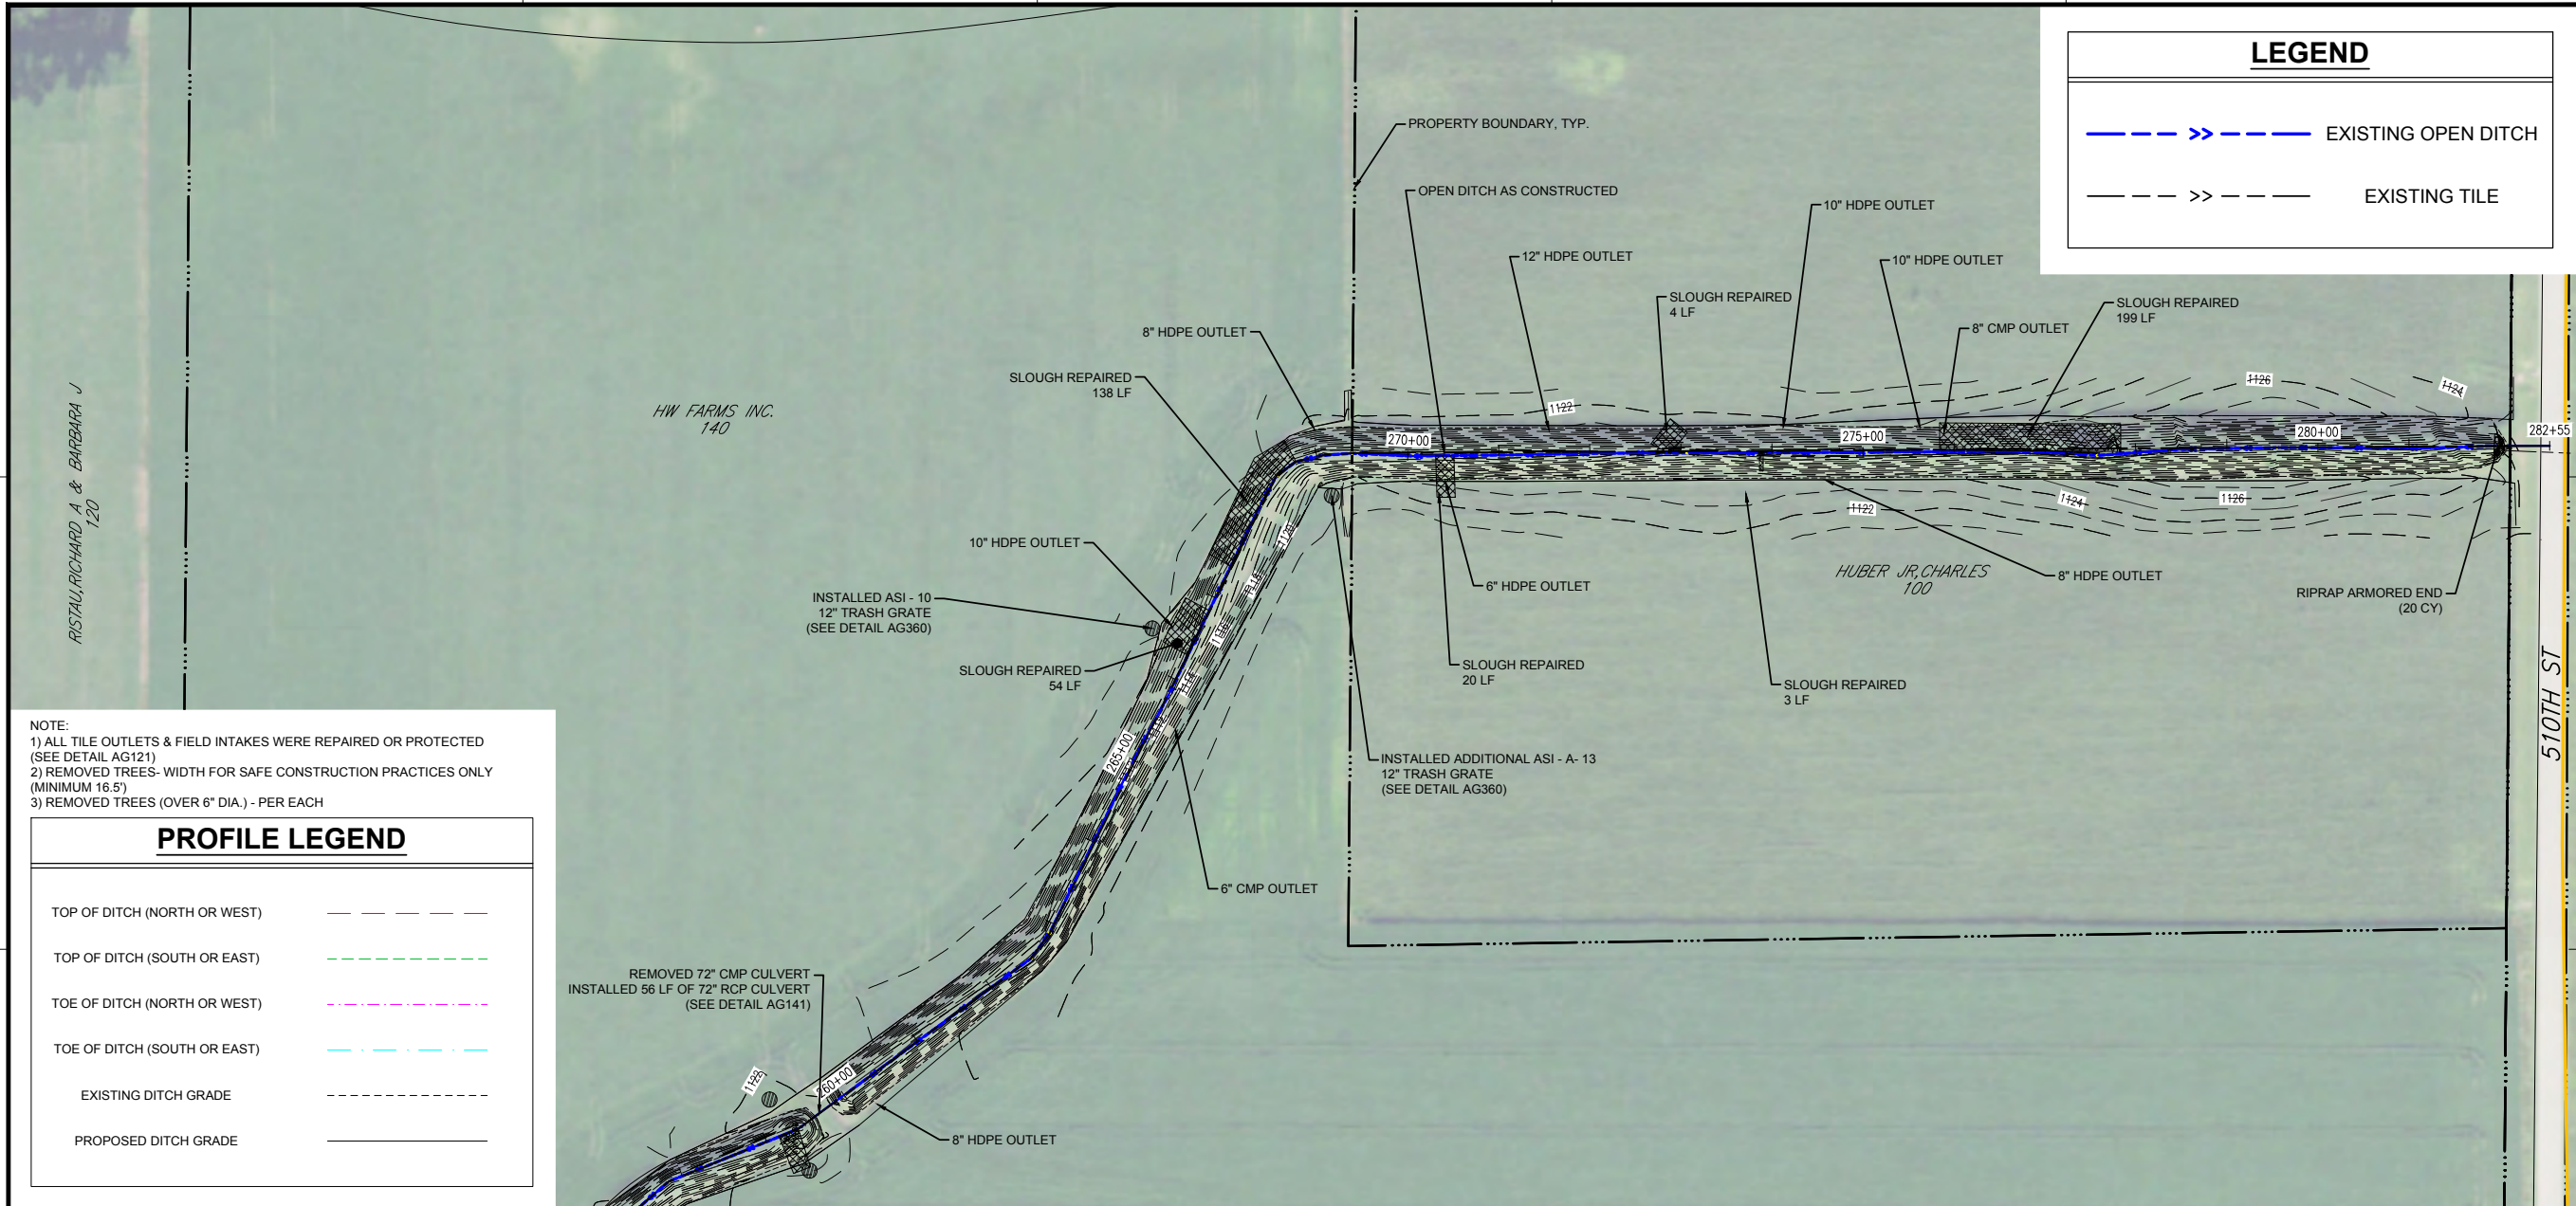 LEGEND
EXISTING OPEN DITCH
>>
EXISTING TILE
>>
PROPERTY BOUNDARY, TYP.
OPEN DITCH AS CONSTRUCTED
10" HDPE OUTLET
12" HDPE OUTLET
10" HDPE OUTLET
SLOUGH REPAIRED
4 LF
SLOUGH REPAIRED
199 LF
8" CMP OUTLET
8" HDPE OUTLET
SLOUGH REPAIRED
138 LF
HW FARMS INC.
140
RISTAU,RICHARD A & BARBARA J
120
1122
1126
1124
270+00
275+00
280+00
282+55
1122
1124
1126
1120
10" HDPE OUTLET
INSTALLED ASI - 10
12" TRASH GRATE
(SEE DETAIL AG360)
SLOUGH REPAIRED
54 LF
1116
6" HDPE OUTLET
SLOUGH REPAIRED
20 LF
SLOUGH REPAIRED
3 LF
HUBER JR,CHARLES
100
8" HDPE OUTLET
RIPRAP ARMORED END
(20 CY)
510TH ST
265+00
INSTALLED ADDITIONAL ASI - A- 13
12" TRASH GRATE
(SEE DETAIL AG360)
6" CMP OUTLET
REMOVED 72" CMP CULVERT
INSTALLED 56 LF OF 72" RCP CULVERT
(SEE DETAIL AG141)
1122
260+00
8" HDPE OUTLET
NOTE:
1) ALL TILE OUTLETS & FIELD INTAKES WERE REPAIRED OR PROTECTED
(SEE DETAIL AG121)
2) REMOVED TREES- WIDTH FOR SAFE CONSTRUCTION PRACTICES ONLY
(MINIMUM 16.5')
3) REMOVED TREES (OVER 6" DIA.) - PER EACH
PROFILE LEGEND
TOP OF DITCH (NORTH OR WEST)
TOP OF DITCH (SOUTH OR EAST)
TOE OF DITCH (NORTH OR WEST)
TOE OF DITCH (SOUTH OR EAST)
EXISTING DITCH GRADE
PROPOSED DITCH GRADE